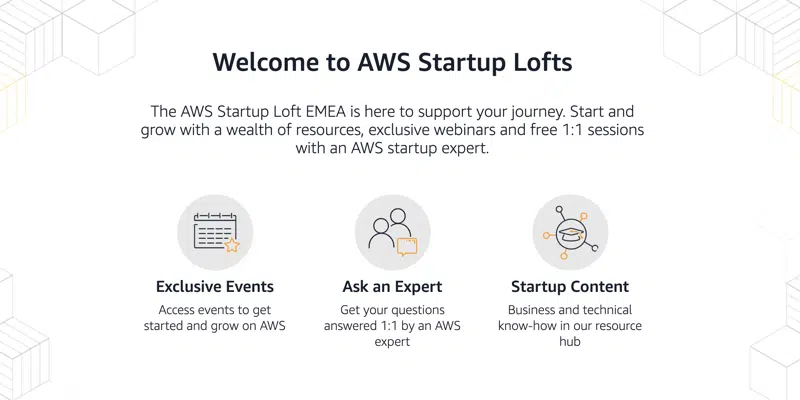 Welcome to AWS Startup Lofts
The AWS Startup Loft EMEA is here to support your journey. Start and
grow with a wealth of resources, exclusive webinars and free 1:1 sessions
with an AWS startup expert.
Exclusive Events
Access events to get
started and grow on AWS
Ask an Expert
Get your questions
answered 1:1 by an AWS
expert
Startup Content
Business and technical
know-how in our resource
hub